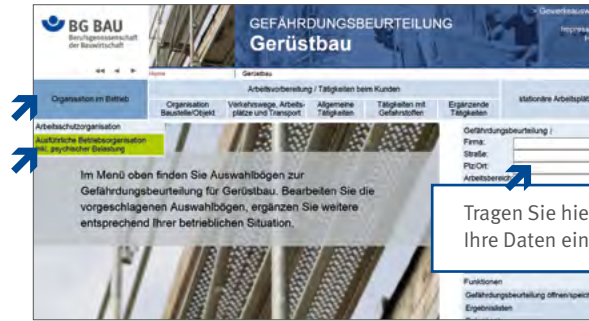 BG BAU
Berufsgenossenschaft
der Bauwirtschaft
GEFÄHRDUNGSBEURTEILUNG
Gerüstbau
Home
Gerüstbau
Organisation im Betrieb
Arbeitsvorbereitung / Tätigkeiten beim Kunden
Organisation
Baustelle/Objekt
Verkehrswege, Arbeits-
plätze und Transport
Allgemeine
Tätigkeiten
Tätigkeiten mit
Gefahrstoffen
Ergänzende
Tätigkeiten
stationäre
Arbeitsschutzorganisation
Ausführliche Betriebsorganisation
inkl. psychischer Belastung
Im Menü oben finden Sie Auswahlbögen zur
Gefährdungsbeurteilung für Gerüstbau. Bearbeiten Sie die
vorgeschlagenen Auswahlbögen, ergänzen Sie weitere
entsprechend Ihrer betrieblichen Situation.
Gefährdungsbeurteilung /
Firma:
Straße:
Plz/Ort:
Arbeitsbereich:
Tragen Sie hie
Ihre Daten ein
Funktionen
Gefährdungsbeurteilung öffnen/speich
Ergebnislisten